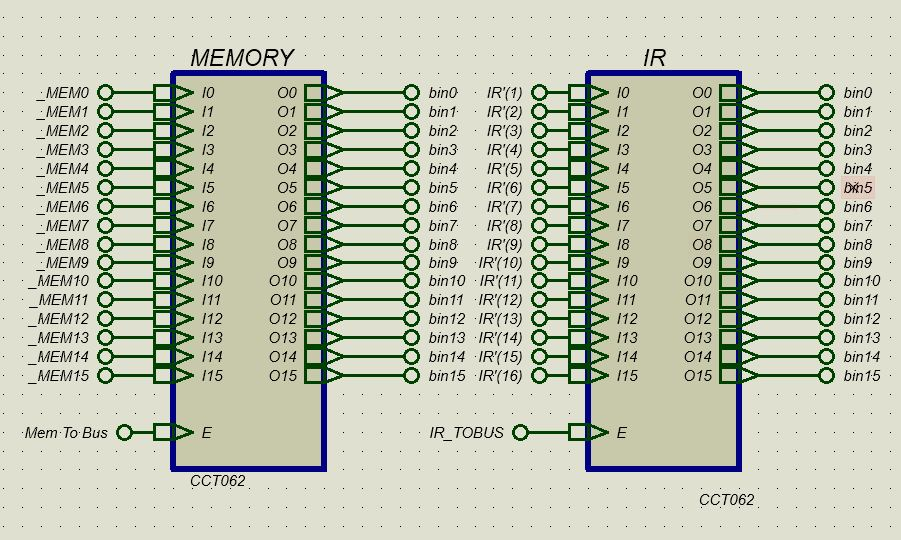 MEMORY IR
_MEM0 I0 O0 bin0 IR'(1) I0 O0 bin0
_MEM1 I1 O1 bin1 IR'(2) I1 O1 bin1
_MEM2 I2 O2 bin2 IR'(3) I2 O2 bin2
_MEM3 I3 O3 bin3 IR'(4) I3 O3 bin3
_MEM4 I4 O4 bin4 IR'(5) I4 O4 bin4
_MEM5 I5 O5 bin5 IR'(6) I5 O5 bin5
_MEM6 I6 O6 bin6 IR'(7) I6 O6 bin6
_MEM7 I7 O7 bin7 IR'(8) I7 O7 bin7
_MEM8 I8 O8 bin8 IR'(9) I8 O8 bin8
_MEM9 I9 O9 bin9 IR'(10) I9 O9 bin9
_MEM10 I10 O10 bin10 IR'(11) I10 O10 bin10
_MEM11 I11 O11 bin11 IR'(12) I11 O11 bin11
_MEM12 I12 O12 bin12 IR'(13) I12 O12 bin12
_MEM13 I13 O13 bin13 IR'(14) I13 O13 bin13
_MEM14 I14 O14 bin14 IR'(15) I14 O14 bin14
_MEM15 I15 O15 bin15 IR'(16) I15 O15 bin15
Mem To Bus E IR_TOBUS E
CCT062
CCT062